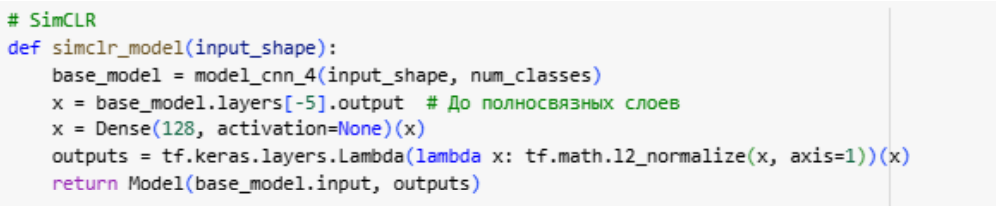 # SimCLR
def simclr_model(input_shape):
    base_model = model_cnn_4(input_shape, num_classes)
    x = base_model.layers[-5].output  # До полносвязных слоев
    x = Dense(128, activation=None)(x)
    outputs = tf.keras.layers.Lambda(lambda x: tf.math.l2_normalize(x, axis=1))(x)
    return Model(base_model.input, outputs)